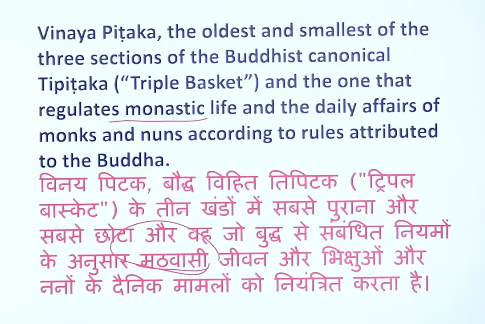 Vinaya Piṭaka, the oldest and smallest of the
three sections of the Buddhist canonical
Tipiṭaka (“Triple Basket”) and the one that
regulates monastic life and the daily affairs of
monks and nuns according to rules attributed
to the Buddha.
विनय पिटक, बौद्ध विहित तिपिटक ("ट्रिपल
बास्केट") के तीन खंडों में सबसे पुराना और
सबसे छोटा और वह जो बुद्ध से संबंधित नियमों
के अनुसार मठवासी जीवन और भिक्षुओं और
ननों के दैनिक मामलों को नियंत्रित करता है।